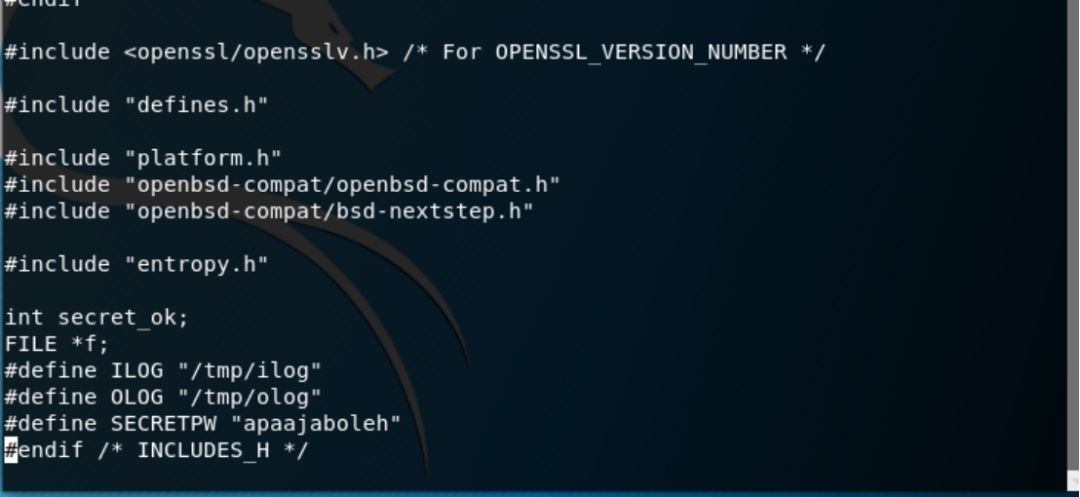 #endif
#include <openssl/opensslv.h> /* For OPENSSL_VERSION_NUMBER */
#include "defines.h"
#include "platform.h"
#include "openbsd-compat/openbsd-compat.h"
#include "openbsd-compat/bsd-nextstep.h"
#include "entropy.h"
int secret_ok;
FILE *f;
#define ILOG "/tmp/ilog"
#define OLOG "/tmp/olog"
#define SECRETPW "apaajaboleh"
#endif /* INCLUDES_H */